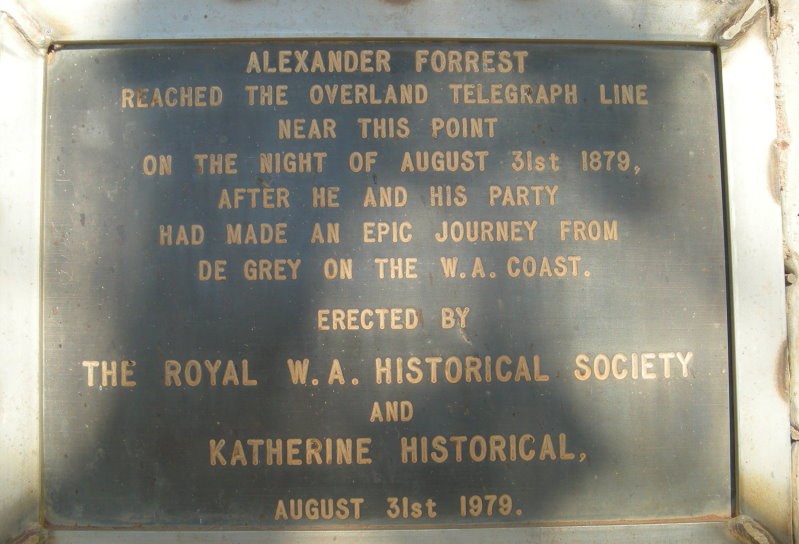 ALEXANDER FORREST
REACHED THE OVERLAND TELEGRAPH LINE
NEAR THIS POINT
ON THE NIGHT OF AUGUST 31st 1879,
AFTER HE AND HIS PARTY
HAD MADE AN EPIC JOURNEY FROM
DE GREY ON THE W.A. COAST.
ERECTED BY
THE ROYAL W.A. HISTORICAL SOCIETY
AND
KATHERINE HISTORICAL,
AUGUST 31st 1979.